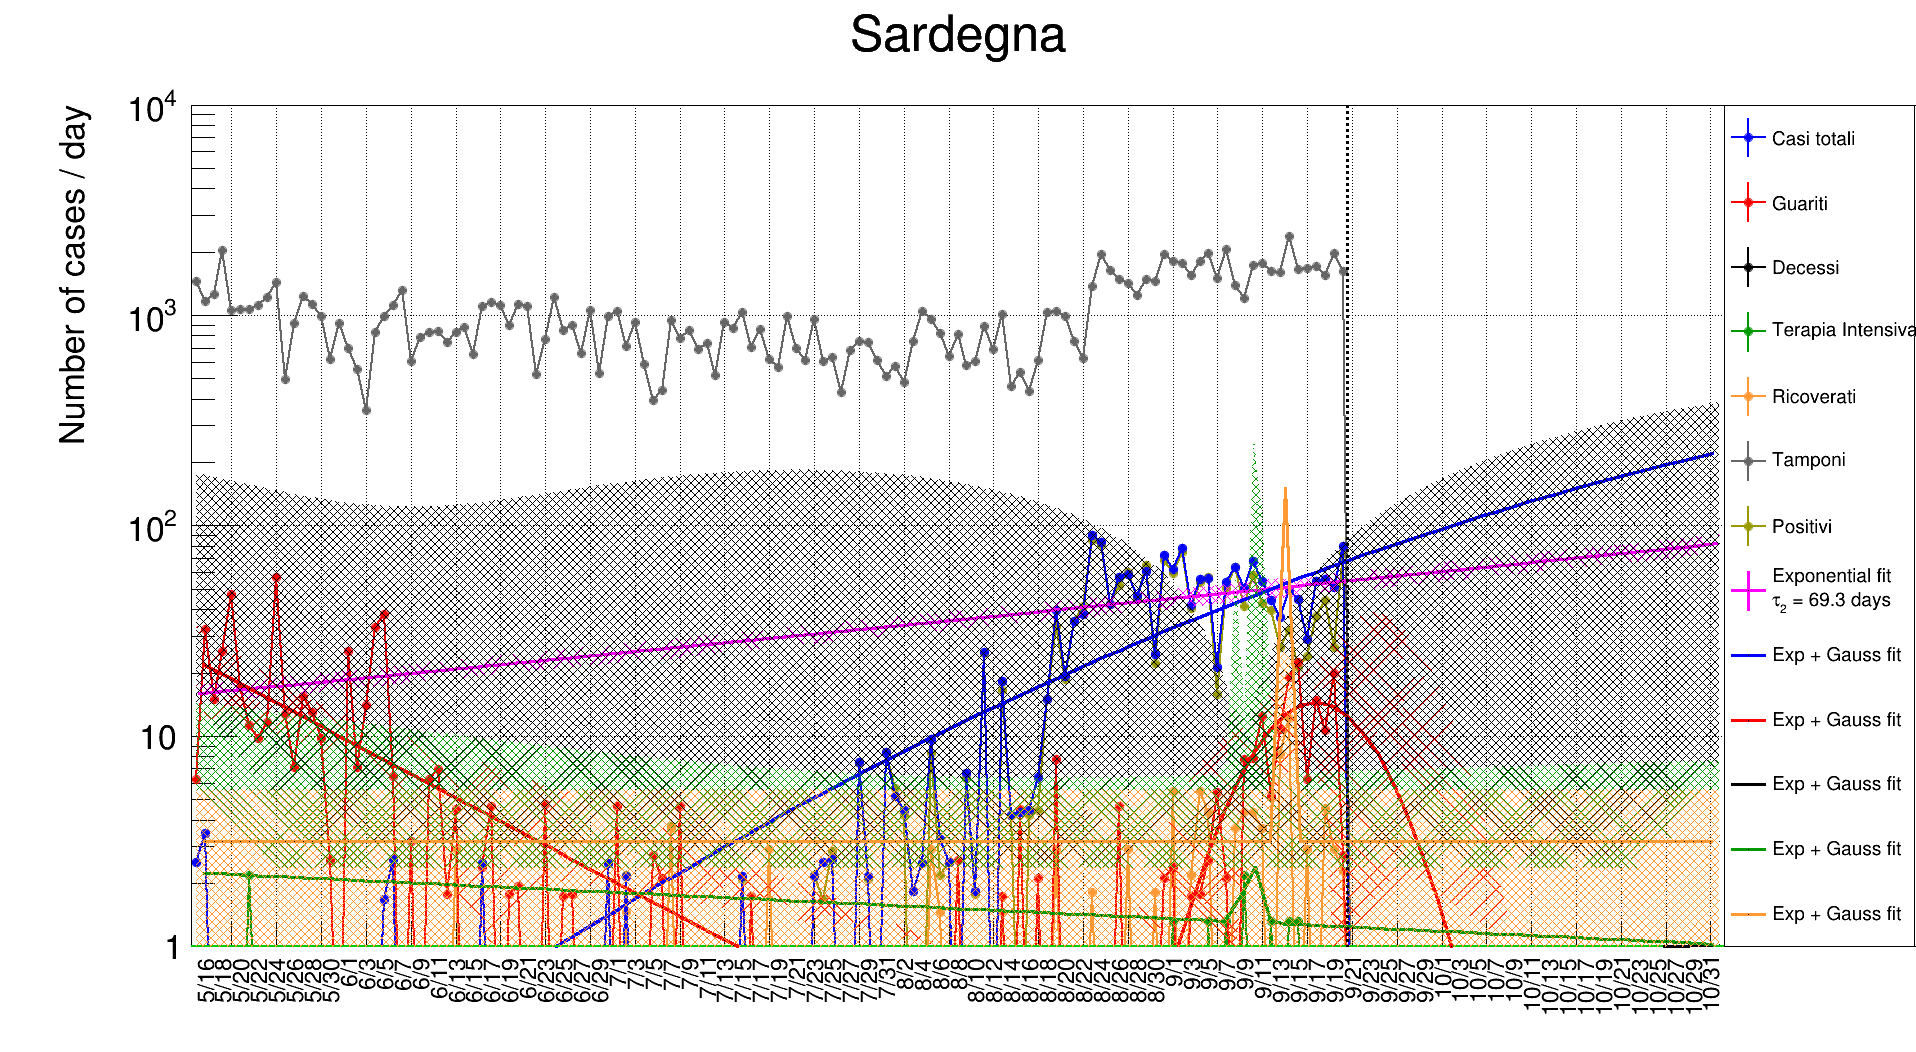 Sardegna
Number of cases / day
10^4
10^3
10^2
10
1
5/16 5/18 5/20 5/22 5/24 5/26 5/28 5/30 6/1 6/3 6/5 6/7 6/9 6/11 6/13 6/15 6/17 6/19 6/21 6/23 6/25 6/27 6/29 7/1 7/3 7/5 7/7 7/9 7/11 7/13 7/15 7/17 7/19 7/21 7/23 7/25 7/27 7/29 7/31 8/2 8/4 8/6 8/8 8/10 8/12 8/14 8/16 8/18 8/20 8/22 8/24 8/26 8/28 8/30 9/1 9/3 9/5 9/7 9/9 9/11 9/13 9/15 9/17 9/19 9/21 9/23 9/25 9/27 9/29 10/1 10/3 10/5 10/7 10/9 10/11 10/13 10/15 10/17 10/19 10/21 10/23 10/25 10/27 10/29 10/31
Casi totali
Guariti
Decessi
Terapia Intensiva
Ricoverati
Tamponi
Positivi
Exponential fit
τ2 = 69.3 days
Exp + Gauss fit
Exp + Gauss fit
Exp + Gauss fit
Exp + Gauss fit
Exp + Gauss fit